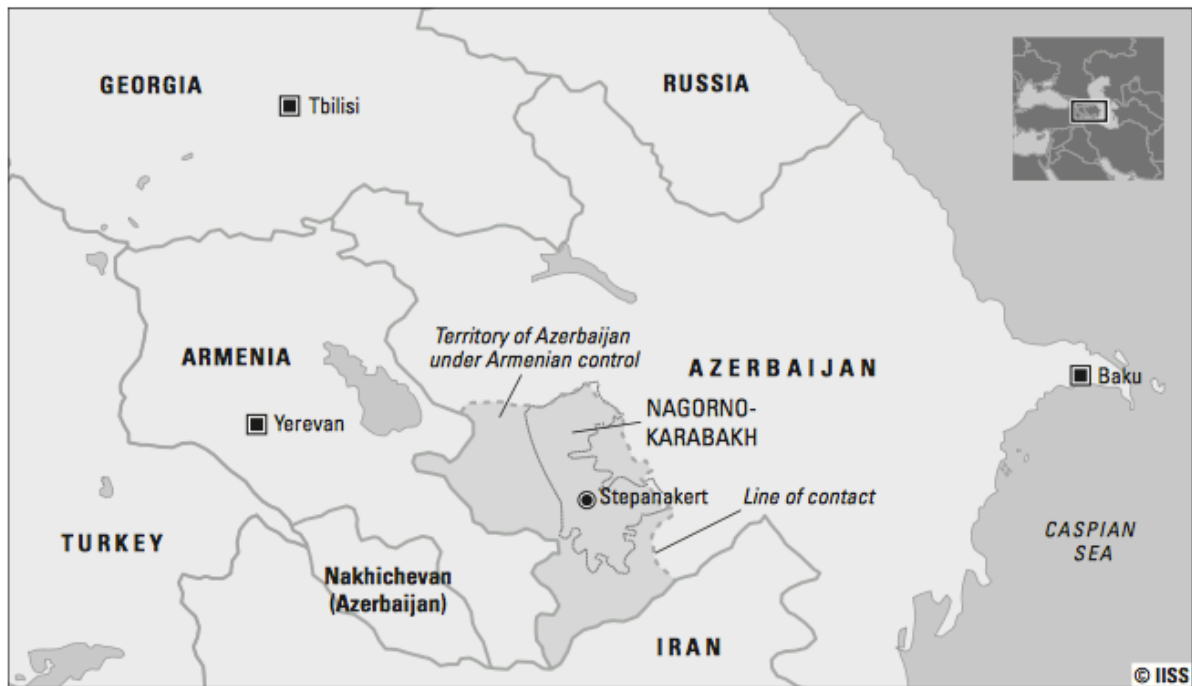 GEORGIA
Tbilisi
RUSSIA
Territory of Azerbaijan
under Armenian control
ARMENIA
AZERBAIJAN
Baku
Yerevan
NAGORNO-
KARABAKH
Stepanakert
Line of contact
TURKEY
CASPIAN
SEA
Nakhichevan
(Azerbaijan)
IRAN
© IISS